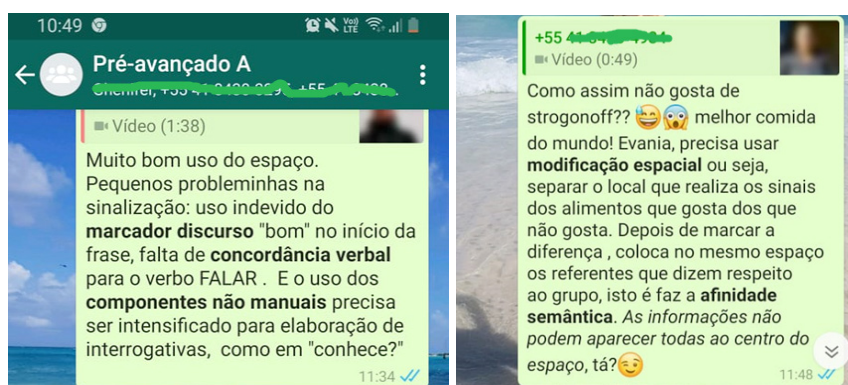 10:49
Vo)) LTE
Pré-avançado A
Vídeo (1:38)
Muito bom uso do espaço.
Pequenos probleminhas na
sinalização: uso indevido do
marcador discurso "bom" no início da
frase, falta de concordância verbal
para o verbo FALAR . E o uso dos
componentes não manuais precisa
ser intensificado para elaboração de
interrogativas, como em "conhece?"
11:34
+55 41
Vídeo (0:49)
Como assim não gosta de
strogonoff?? 😅😱 melhor comida
do mundo! Evania, precisa usar
modificação espacial ou seja,
separar o local que realiza os sinais
dos alimentos que gosta dos que
não gosta. Depois de marcar a
diferença , coloca no mesmo espaço
os referentes que dizem respeito
ao grupo, isto é faz a afinidade
semântica. As informações não
podem aparecer todas ao centro do
espaço, tá?😉
11:48